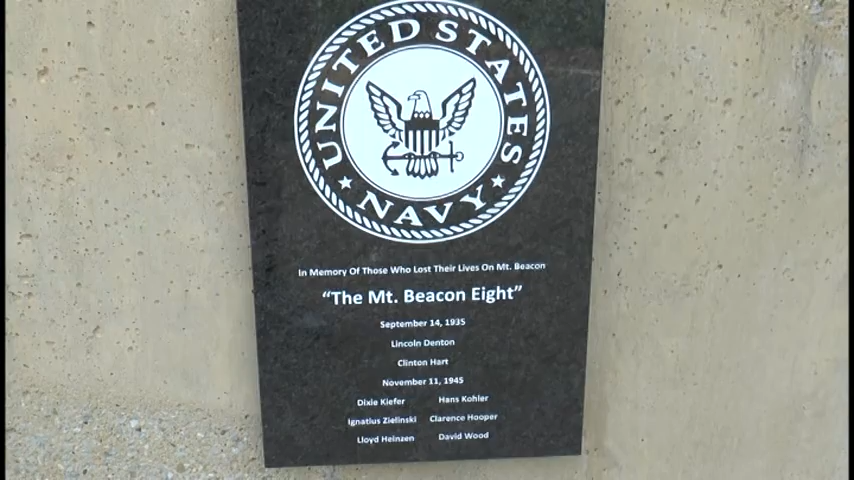 UNITED STATES
NAVY
In Memory Of Those Who Lost Their Lives On Mt. Beacon
“The Mt. Beacon Eight”
September 14, 1935
Lincoln Denton
Clinton Hart
November 11, 1945
Dixie Kiefer Hans Kohler
Ignatius Zielinski Clarence Hooper
Lloyd Heinzen David Wood